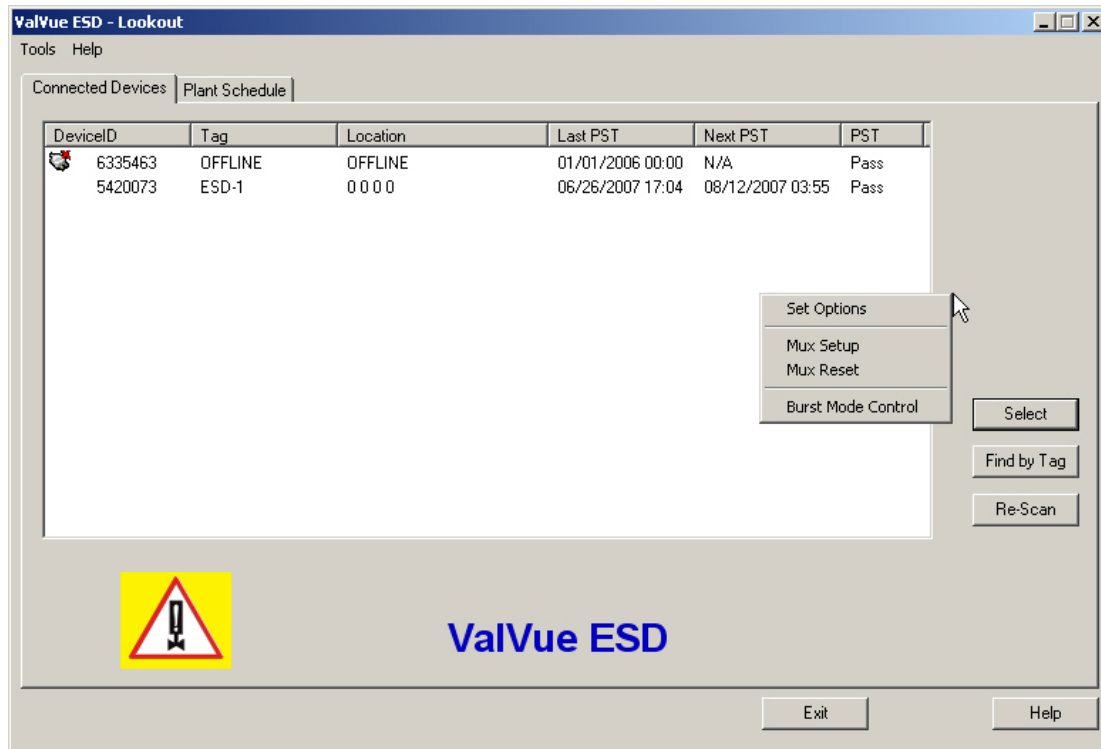 ValVue ESD - Lookout
Tools Help
Connected Devices Plant Schedule
DeviceID Tag Location Last PST Next PST PST
6335463 OFFLINE OFFLINE 01/01/2006 00:00 N/A Pass
5420073 ESD-1 0 0 0 0 06/26/2007 17:04 08/12/2007 03:55 Pass
Set Options
Mux Setup
Mux Reset
Burst Mode Control
Select
Find by Tag
Re-Scan
ValVue ESD
Exit Help